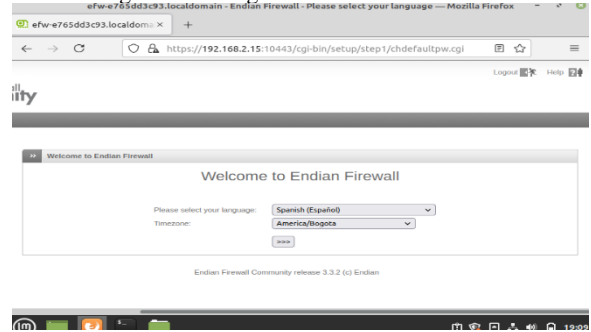 efw-e765dd3c93.localdomain - Endian Firewall - Please select your language — Mozilla Firefox
efw-e765dd3c93.localdoma
https://192.168.2.15:10443/cgi-bin/setup/step1/chdefaultpw.cgi
Logout Help
Welcome to Endian Firewall
Welcome to Endian Firewall
Please select your language: Spanish (Español)
Timezone: America/Bogota
>>>
Endian Firewall Community release 3.3.2 (c) Endian
19:09